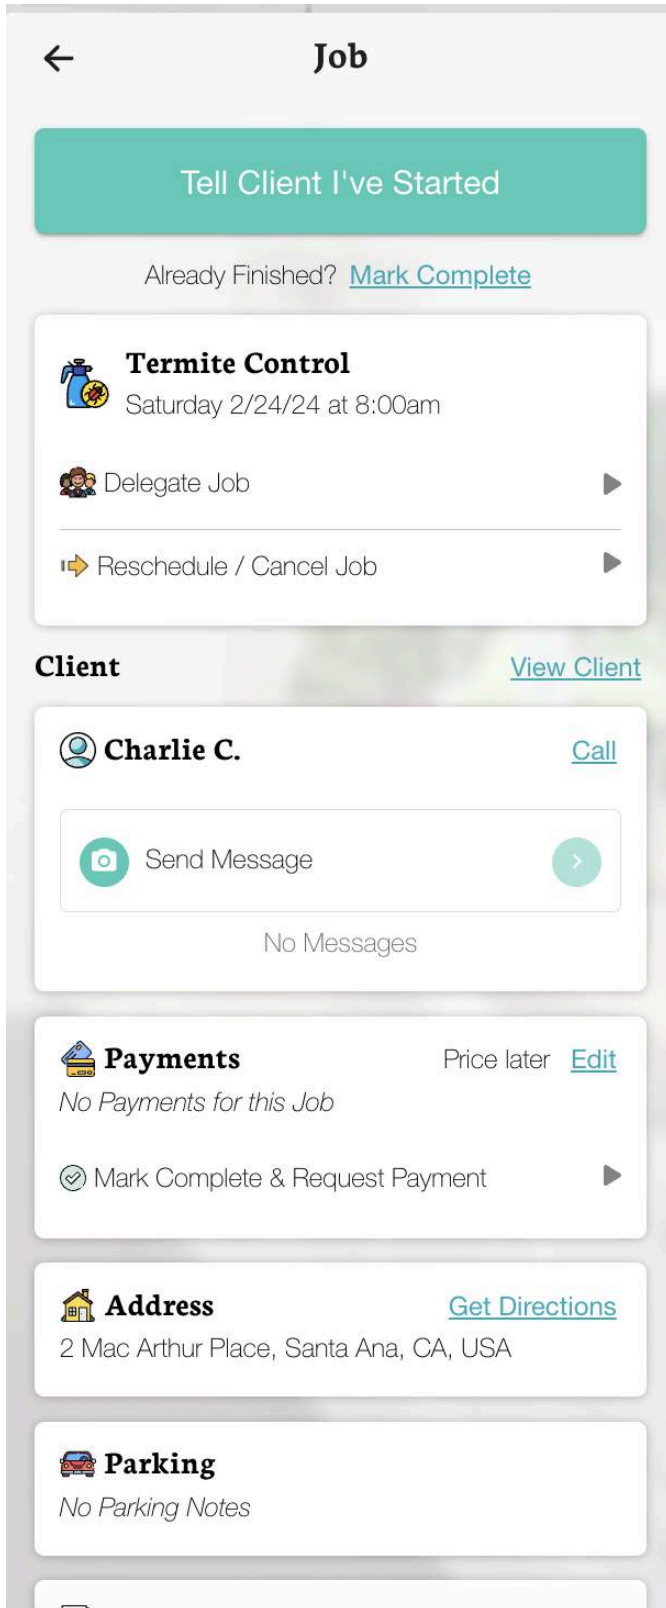 Job
Tell Client I've Started
Already Finished? Mark Complete
Termite Control
Saturday 2/24/24 at 8:00am
Delegate Job
Reschedule / Cancel Job
Client View Client
Charlie C. Call
Send Message
No Messages
Payments Price later Edit
No Payments for this Job
Mark Complete & Request Payment
Address Get Directions
2 Mac Arthur Place, Santa Ana, CA, USA
Parking
No Parking Notes